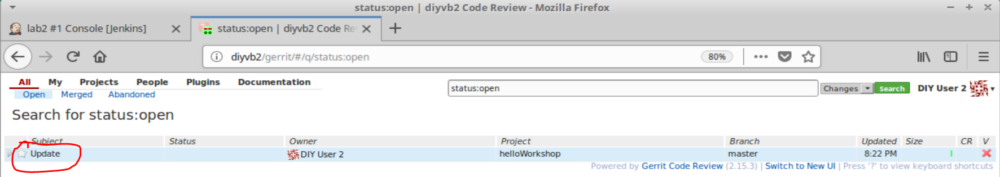 status:open | diyvb2 Code Review - Mozilla Firefox
lab2 #1 Console [Jenkins] status:open | diyvb2 Code Re
diyvb2/gerrit/#/q/status:open 80%
All My Projects People Plugins Documentation
status:open Changes Search DIY User 2
Open Merged Abandoned
Search for status:open
Subject Status Owner Project Branch Updated Size CR V
Update DIY User 2 helloWorkshop master 8:22 PM
Powered by Gerrit Code Review (2.15.3) | Switch to New UI | Press '?' to view keyboard shortcuts